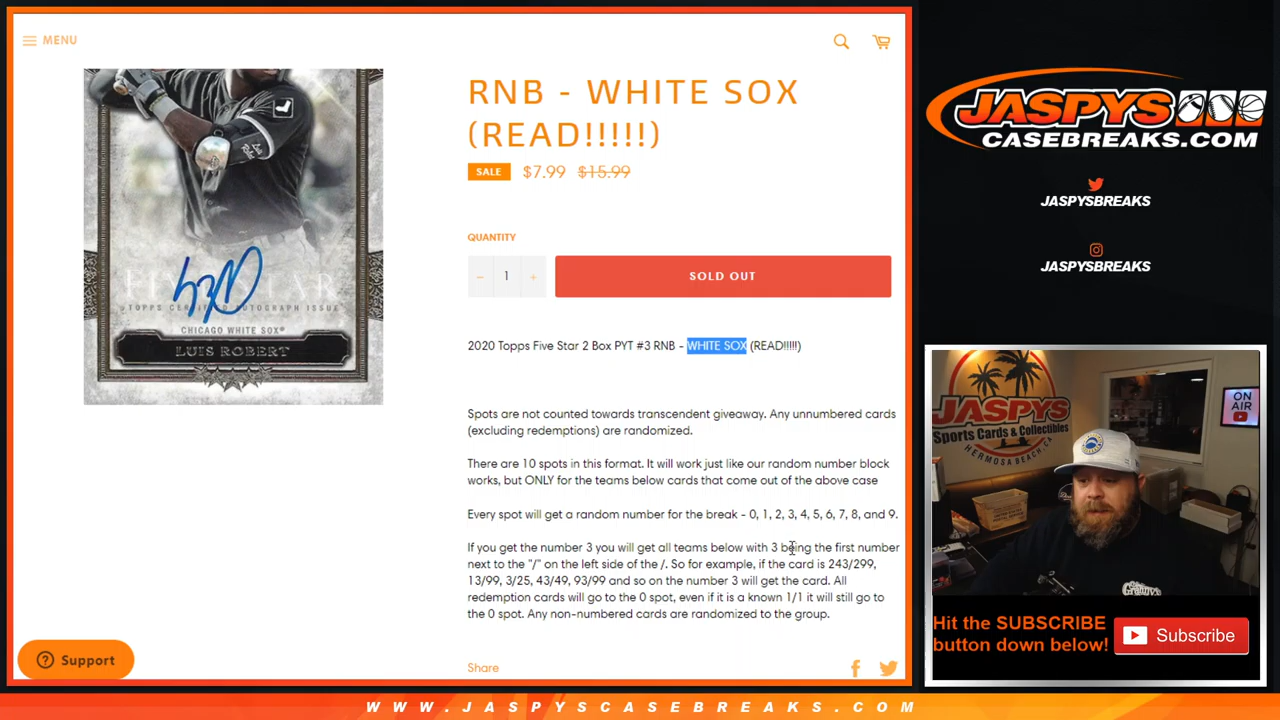 MENU
RNB - WHITE SOX
(READ!!!!!)
SALE $7.99 $15.99
QUANTITY
− 1 +
SOLD OUT
2020 Topps Five Star 2 Box PYT #3 RNB - WHITE SOX (READ!!!!!)
Spots are not counted towards transcendent giveaway. Any unnumbered cards
(excluding redemptions) are randomized.
There are 10 spots in this format. It will work just like our random number block
works, but ONLY for the teams below cards that come out of the above case
Every spot will get a random number for the break - 0, 1, 2, 3, 4, 5, 6, 7, 8, and 9.
If you get the number 3 you will get all teams below with 3 being the first number
next to the "/" on the left side of the /. So for example, if the card is 243/299,
13/99, 3/25, 43/49, 93/99 and so on the number 3 will get the card. All
redemption cards will go to the 0 spot, even if it is a known 1/1 it will still go to
the 0 spot. Any non-numbered cards are randomized to the group.
Share
FIVE STAR
TOPPS CERTIFIED AUTOGRAPH ISSUE
CHICAGO WHITE SOX®
LUIS ROBERT
Support
JASPYS
CASEBREAKS.COM
JASPYSBREAKS
JASPYSBREAKS
JASPYS
Sports Cards & Collectibles
HERMOSA BEACH, CA
ON
AIR
Hit the SUBSCRIBE
button down below!
Subscribe
WWW.JASPYSCASEBREAKS.COM